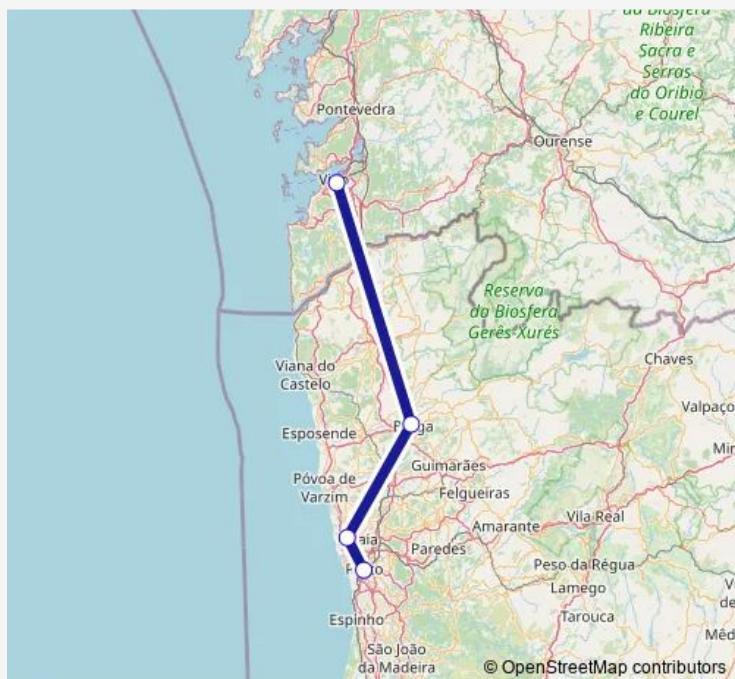 da Biosfera
Ribeira
Sacra e
Serras
do Oribio
e Courel
Pontevedra
Ourense
Reserva
da Biosfera
Gerês-Xurés
Chaves
Viana do
Castelo
Valpaço
Esposende
Guimarães
Póvoa de
Varzim
Felgueiras
Vila Real
Amarante
Paredes
Peso da Régua
Lamego
Tarouca
Espinho
São João
da Madeira
© OpenStreetMap contributors